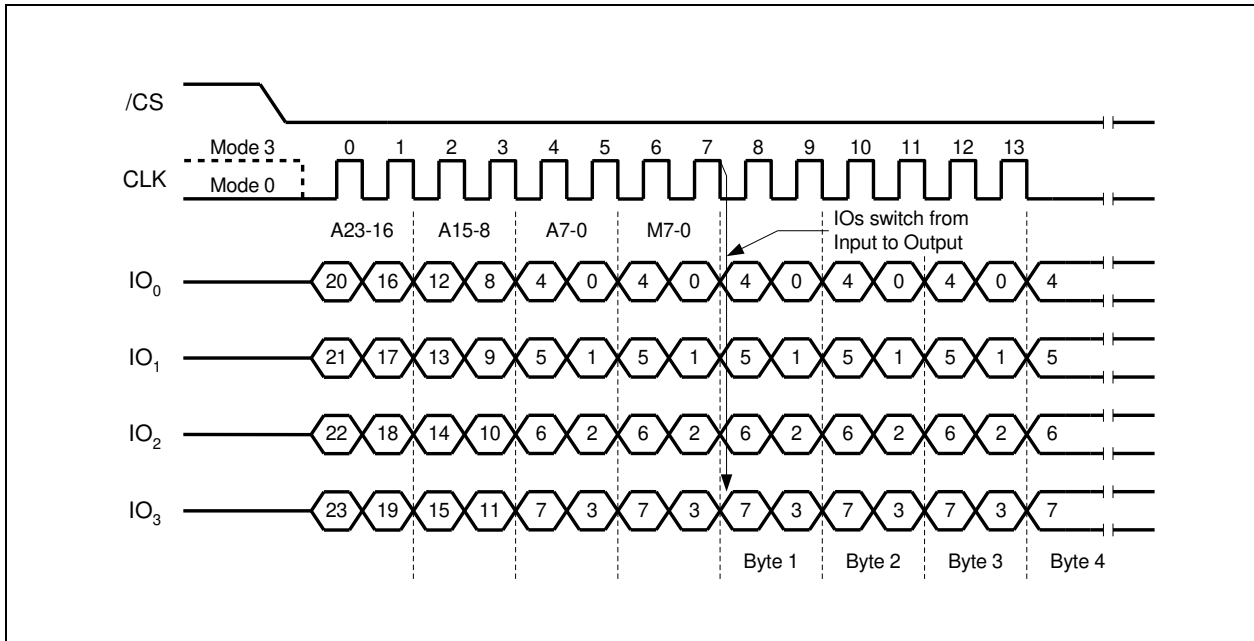 /CS
Mode 3 0 1 2 3 4 5 6 7 8 9 10 11 12 13
CLK
Mode 0
A23-16 A15-8 A7-0 M7-0
IOs switch from
Input to Output
IO0 20 16 12 8 4 0 4 0 4 0 4 0 4 0 4
IO1 21 17 13 9 5 1 5 1 5 1 5 1 5 1 5
IO2 22 18 14 10 6 2 6 2 6 2 6 2 6 2 6
IO3 23 19 15 11 7 3 7 3 7 3 7 3 7 3 7
Byte 1 Byte 2 Byte 3 Byte 4